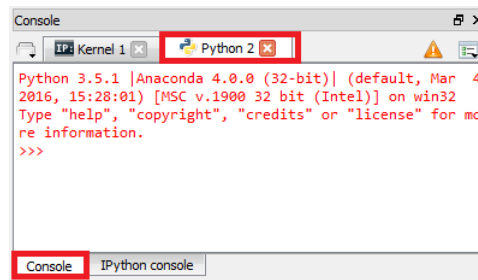 Console
IP: Kernel 1 Python 2
Python 3.5.1 |Anaconda 4.0.0 (32-bit)| (default, Mar 4
2016, 15:28:01) [MSC v.1900 32 bit (Intel)] on win32
Type "help", "copyright", "credits" or "license" for mo
re information.
>>>
Console IPython console